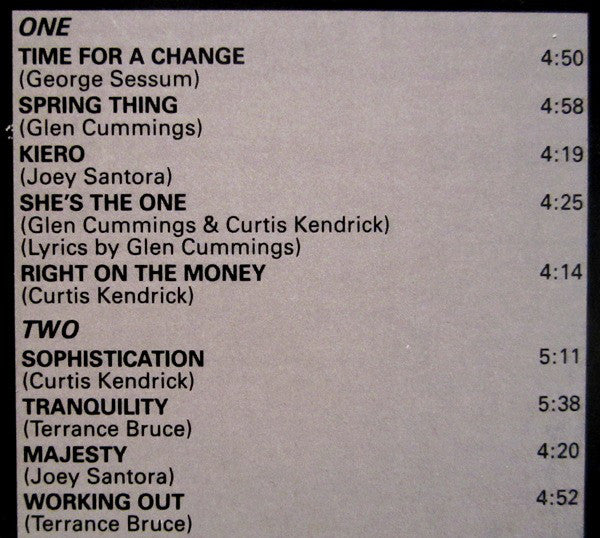 ONE
TIME FOR A CHANGE 4:50
(George Sessum)
SPRING THING 4:58
(Glen Cummings)
KIERO 4:19
(Joey Santora)
SHE'S THE ONE 4:25
(Glen Cummings & Curtis Kendrick)
(Lyrics by Glen Cummings)
RIGHT ON THE MONEY 4:14
(Curtis Kendrick)
TWO
SOPHISTICATION 5:11
(Curtis Kendrick)
TRANQUILITY 5:38
(Terrance Bruce)
MAJESTY 4:20
(Joey Santora)
WORKING OUT 4:52
(Terrance Bruce)